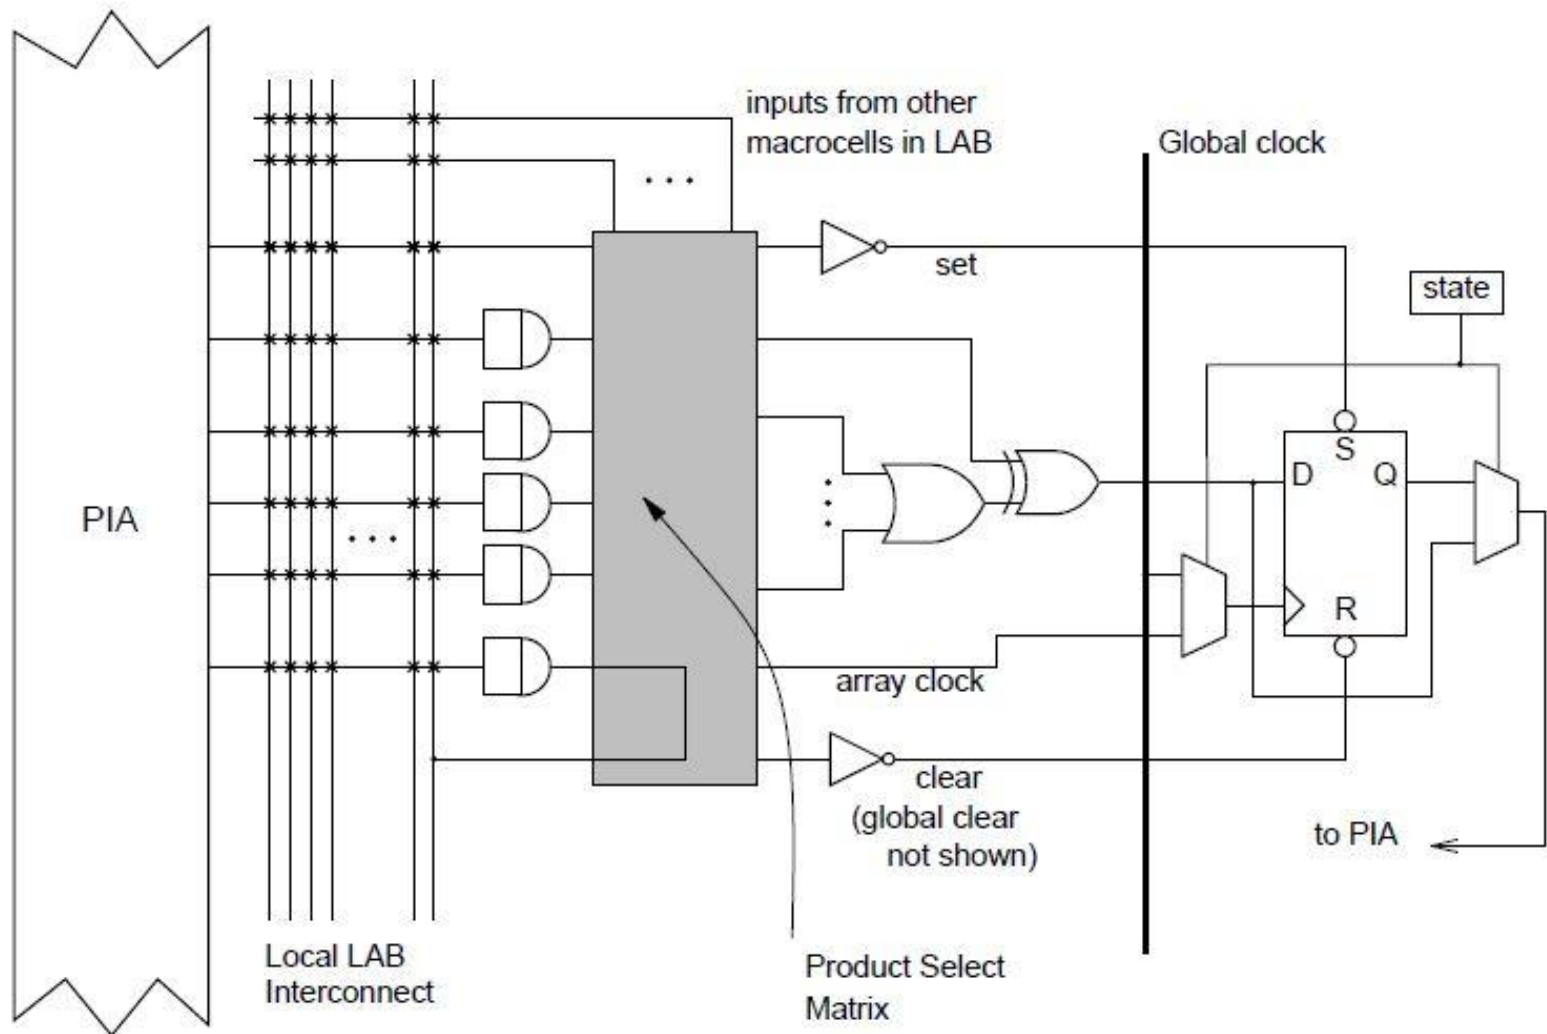 inputs from other
macrocells in LAB
Global clock
set
state
S
D
Q
PIA
R
array clock
clear
(global clear
not shown)
to PIA
Local LAB
Interconnect
Product Select
Matrix